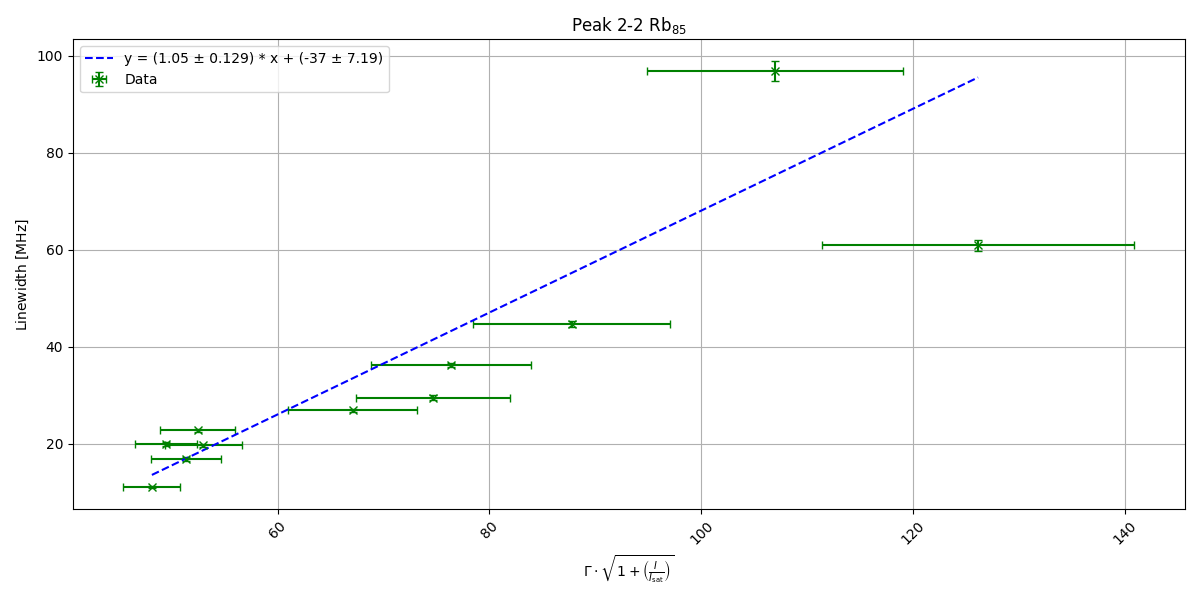 Peak 2-2 Rb₈₅
y = (1.05 ± 0.129) * x + (-37 ± 7.19)
Data
Linewidth [MHz]
100
80
60
40
20
60 80 100 120 140
Γ · √1 + (I/Isat)